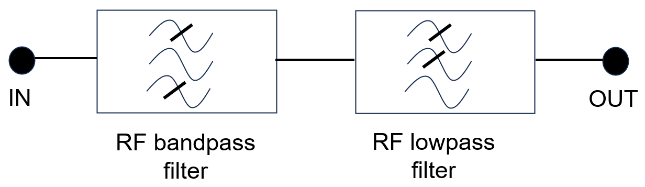 IN
RF bandpass
filter
RF lowpass
filter
OUT